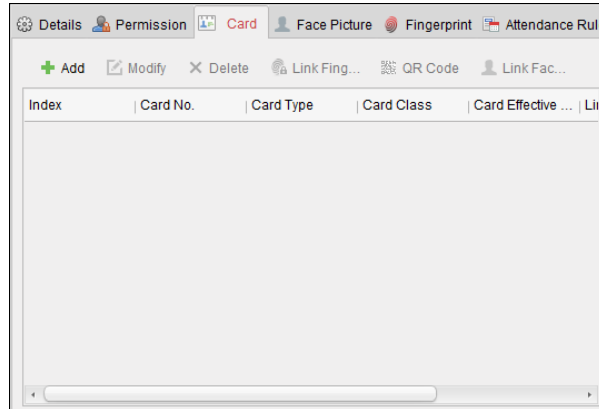 Details Permission Card Face Picture Fingerprint Attendance Rul
Add Modify Delete Link Fing... QR Code Link Fac...
Index Card No. Card Type Card Class Card Effective ... Li